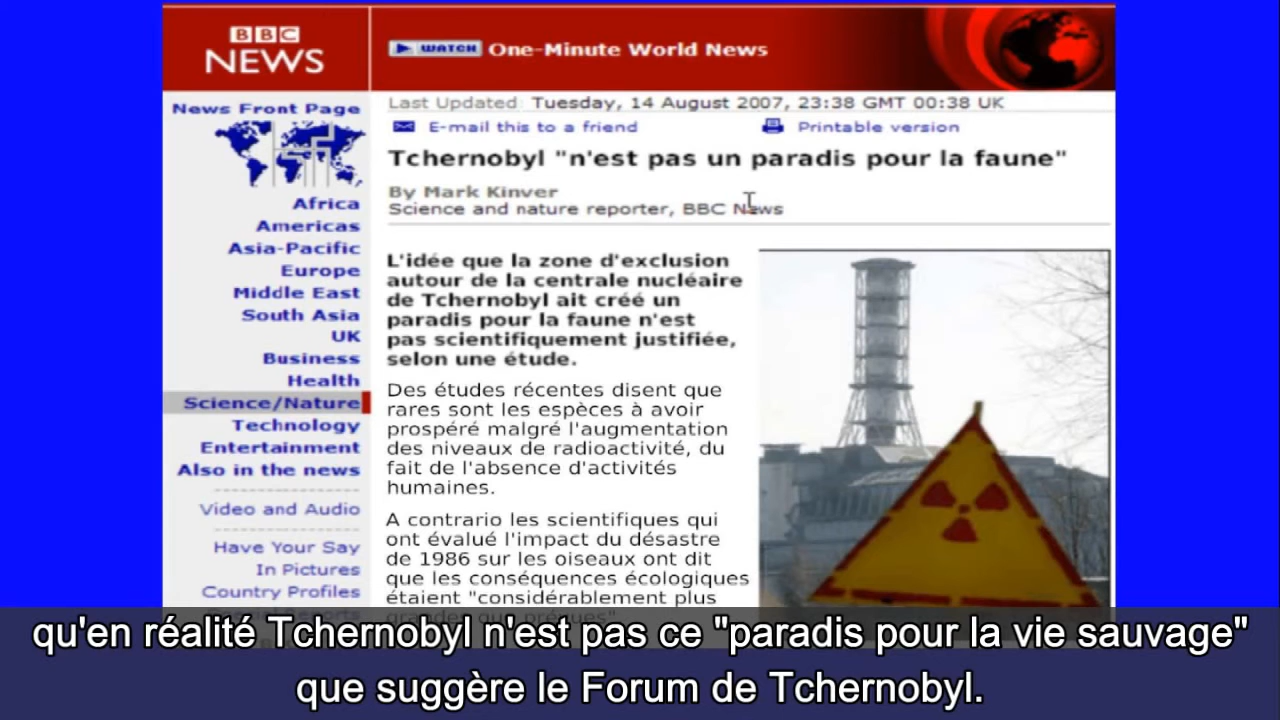 BBC
NEWS
WATCH One-Minute World News
News Front Page
Africa
Americas
Asia-Pacific
Europe
Middle East
South Asia
UK
Business
Health
Science/Nature
Technology
Entertainment
Also in the news
Video and Audio
Have Your Say
In Pictures
Country Profiles
Last Updated: Tuesday, 14 August 2007, 23:38 GMT 00:38 UK
E-mail this to a friend
Printable version
Tchernobyl "n'est pas un paradis pour la faune"
By Mark Kinver
Science and nature reporter, BBC News
L'idée que la zone d'exclusion
autour de la centrale nucléaire
de Tchernobyl ait créé un
paradis pour la faune n'est
pas scientifiquement justifiée,
selon une étude.
Des études récentes disent que
rares sont les espèces à avoir
prospéré malgré l'augmentation
des niveaux de radioactivité, du
fait de l'absence d'activités
humaines.
A contrario les scientifiques qui
ont évalué l'impact du désastre
de 1986 sur les oiseaux ont dit
que les conséquences écologiques
étaient "considérablement plus
qu'en réalité Tchernobyl n'est pas ce "paradis pour la vie sauvage"
que suggère le Forum de Tchernobyl.